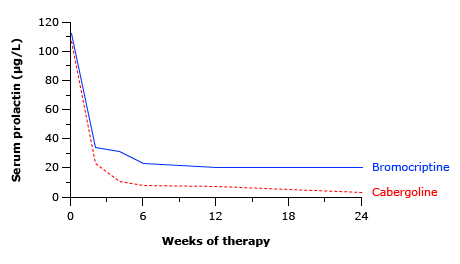 Serum prolactin (µg/L)
120
100
80
60
40
20
0
Bromocriptine
Cabergoline
0 6 12 18 24
Weeks of therapy